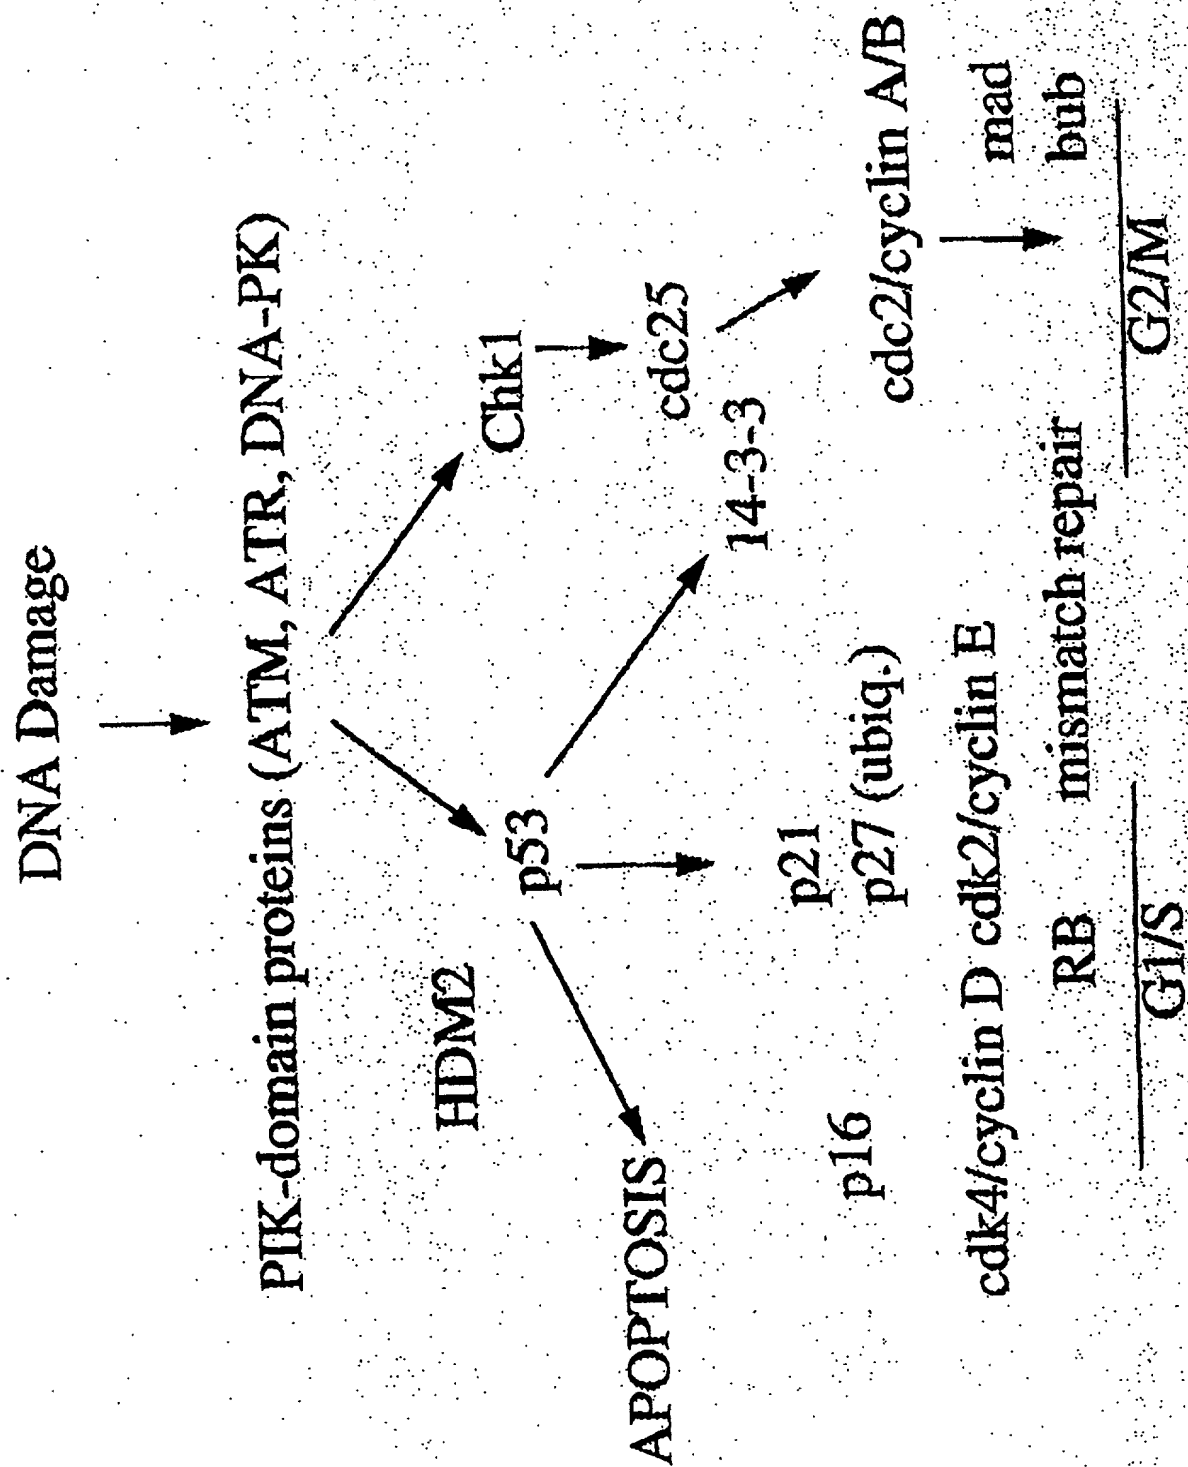 DNA Damage
PIK-domain proteins (ATM, ATR, DNA-PK)
HDM2
p53
Chk1
APOPTOSIS
cdc25
14-3-3
p21
p16
p27 (ubiq.)
cdc2/cyclin A/B
cdk4/cyclin D cdk2/cyclin E
mad
RB
mismatch repair
bub
G1/S
G2/M